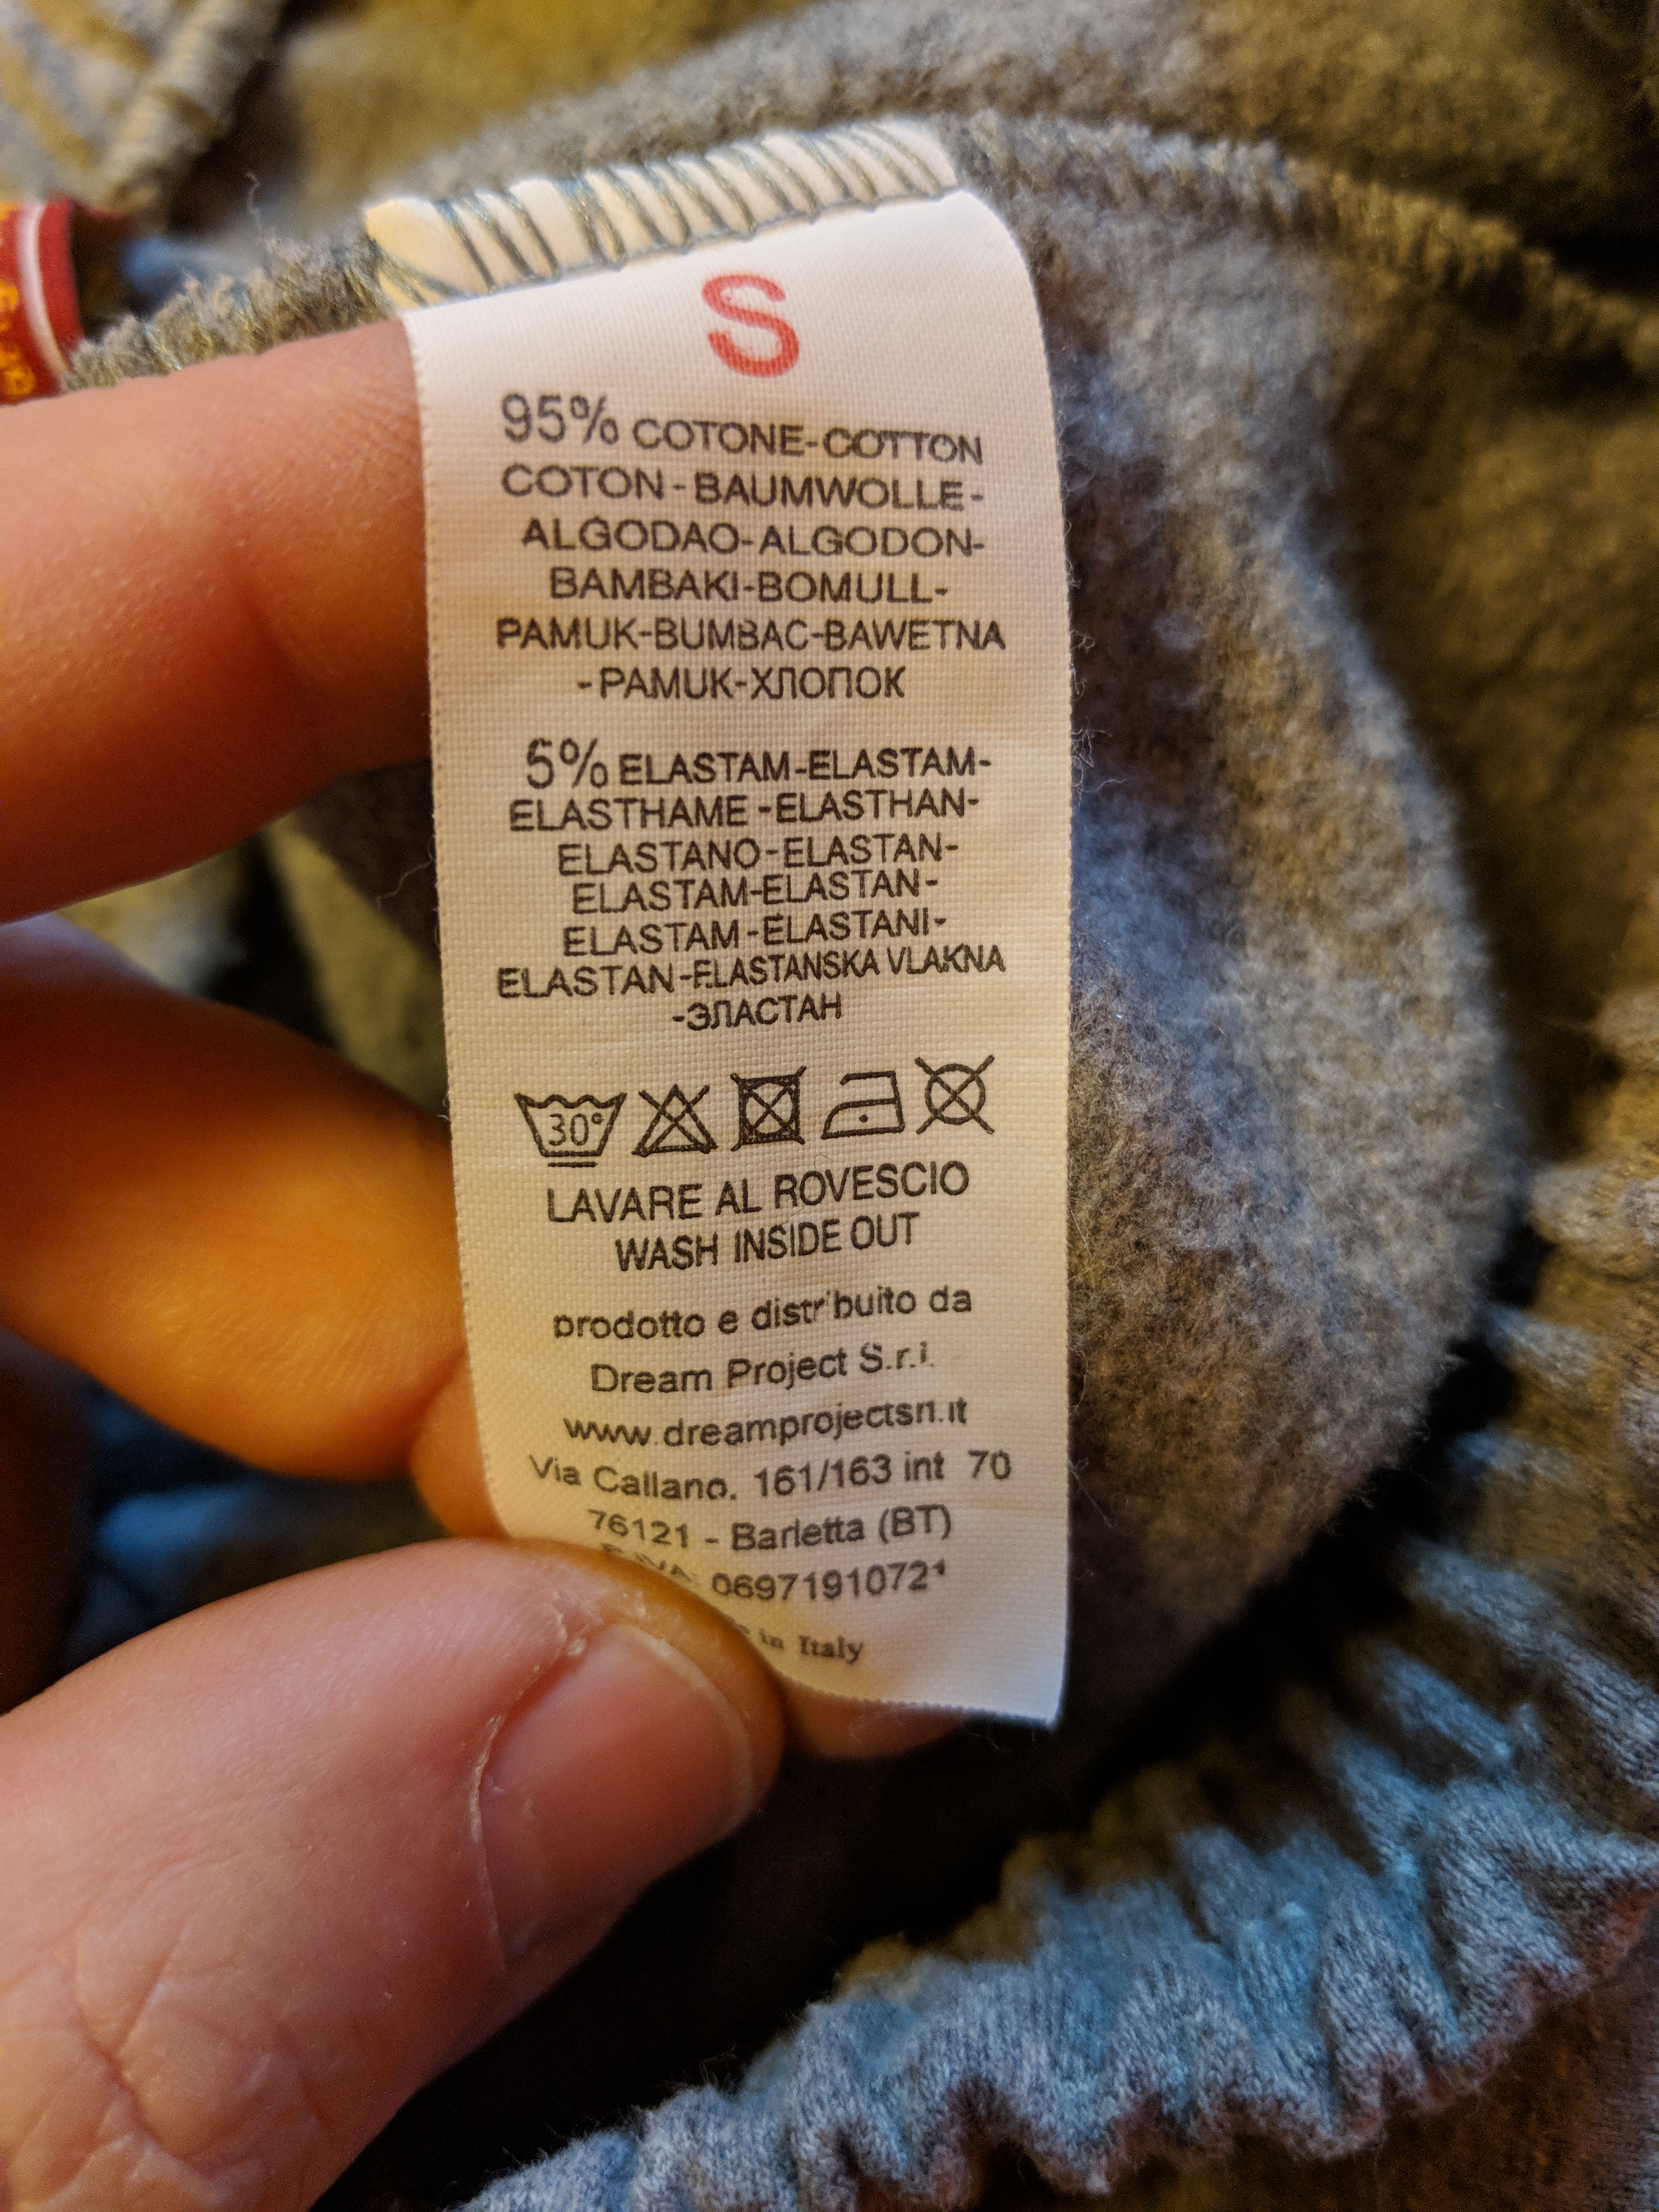 S
95% COTONE-COTTON
COTON-BAUMWOLLE-
ALGODAO-ALGODON-
BAMBAKI-BOMULL-
PAMUK-BUMBAC-BAWETNA
-PAMUK-ХЛОПОК
5% ELASTAM-ELASTAM-
ELASTHAME-ELASTHAN-
ELASTANO-ELASTAN-
ELASTAM-ELASTAN-
ELASTAM-ELASTANI-
ELASTAN-ELASTANSKA VLAKNA
-ЭЛАСТАН
30°
LAVARE AL ROVESCIO
WASH INSIDE OUT
prodotto e distribuito da
Dream Project S.r.l.
www.dreamprojectsrl.it
Via Callano, 161/163 int 70
76121 - Barletta (BT)
06971910721
in Italy